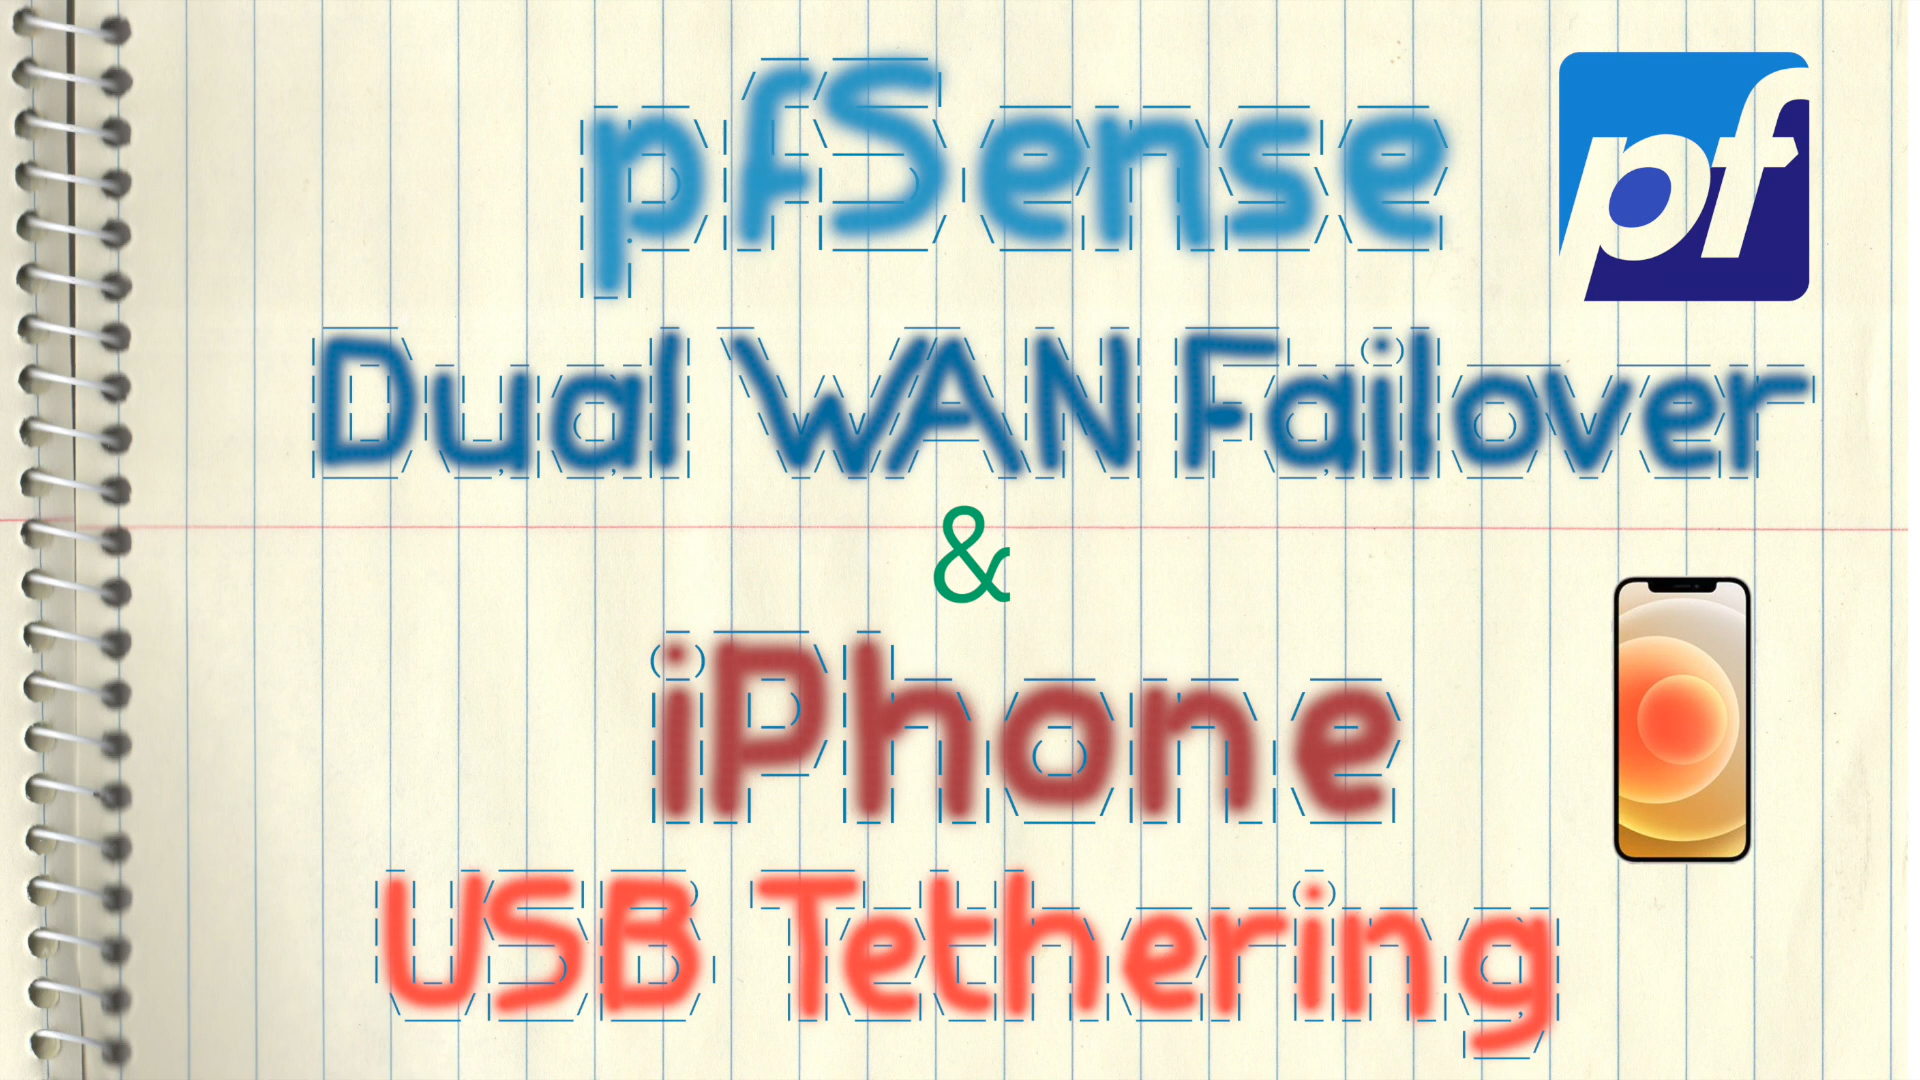 pfSense
pf
Dual WAN Failover
&
iPhone
USB Tethering